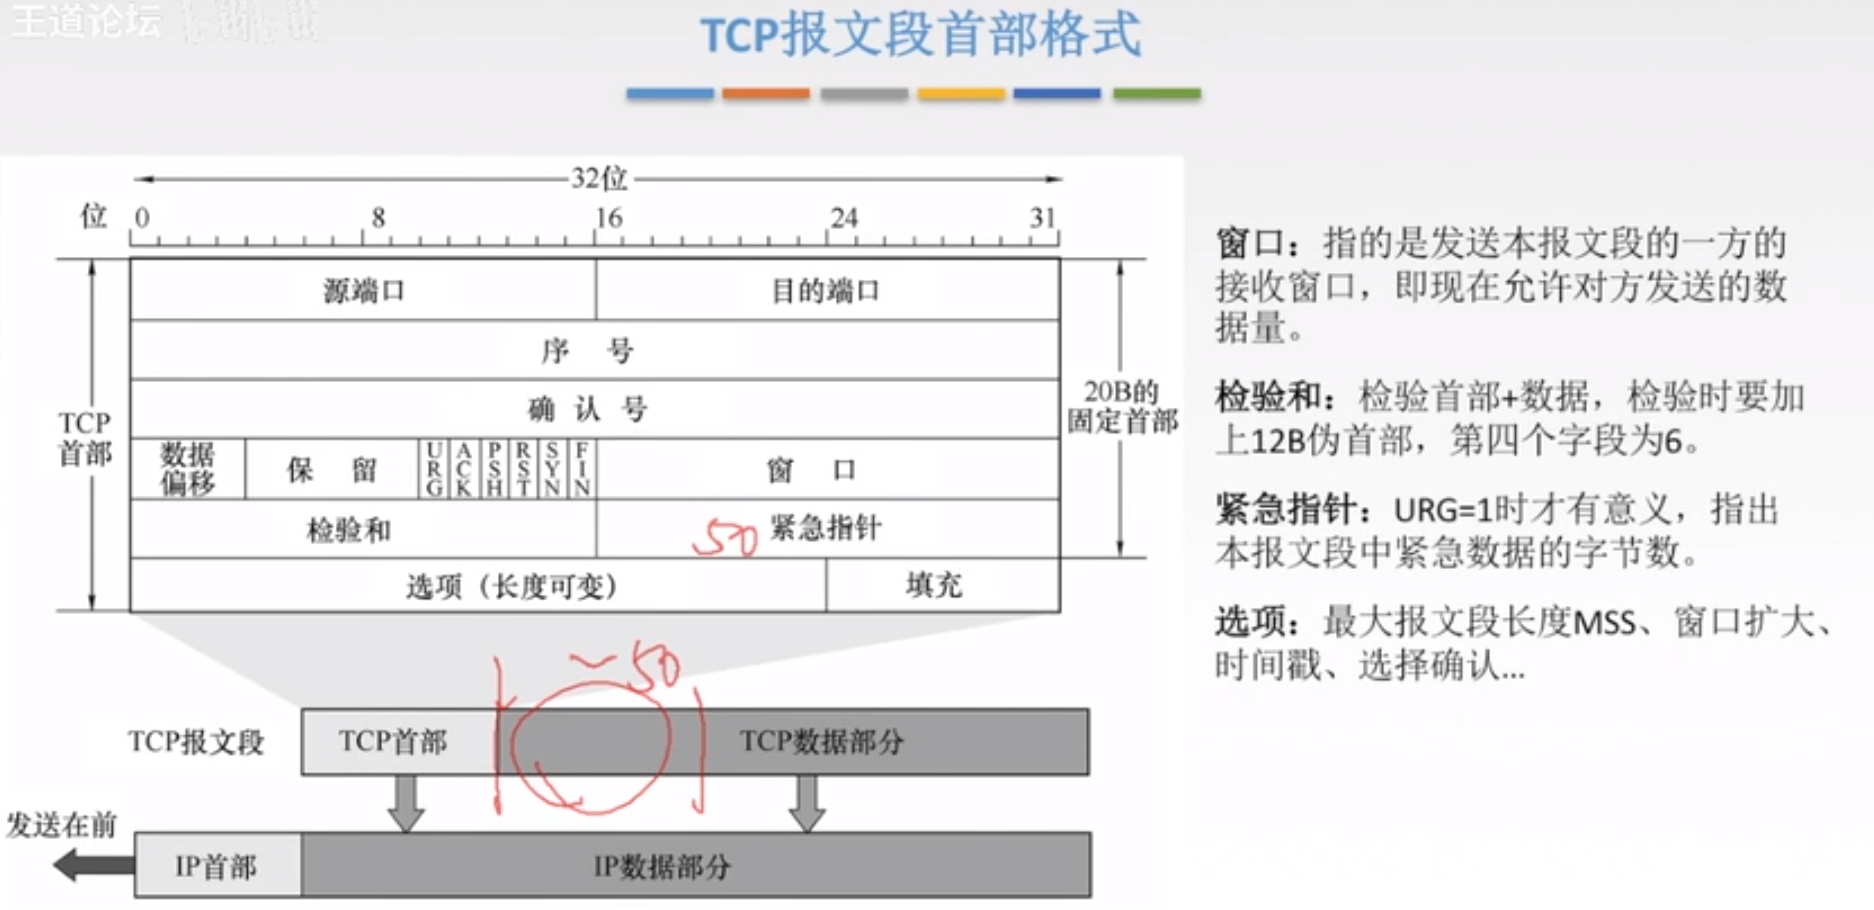 王道论坛 bilibili
TCP报文段首部格式
32位
位 0 8 16 24 31
源端口 目的端口
序 号
确 认 号
数据偏移 保 留 URG ACK PSH RST SYN FIN 窗 口
检验和 50 紧急指针
选项（长度可变） 填充
TCP首部
20B的
固定首部
~50
TCP报文段 TCP首部 TCP数据部分
发送在前
IP首部 IP数据部分
窗口：指的是发送本报文段的一方的
接收窗口，即现在允许对方发送的数
据量。
检验和：检验首部+数据，检验时要加
上12B伪首部，第四个字段为6。
紧急指针：URG=1时才有意义，指出
本报文段中紧急数据的字节数。
选项：最大报文段长度MSS、窗口扩大、
时间戳、选择确认...